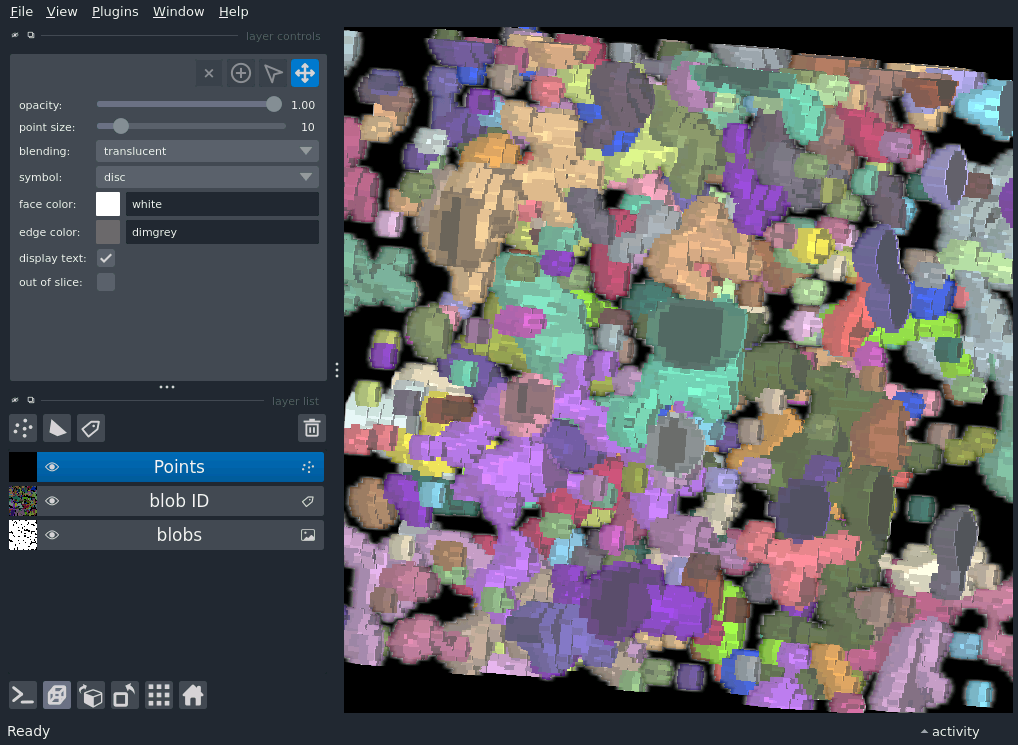 File View Plugins Window Help
layer controls
opacity: 1.00
point size: 10
blending: translucent
symbol: disc
face color: white
edge color: dimgrey
display text:
out of slice:
layer list
Points
blob ID
blobs
Ready
activity